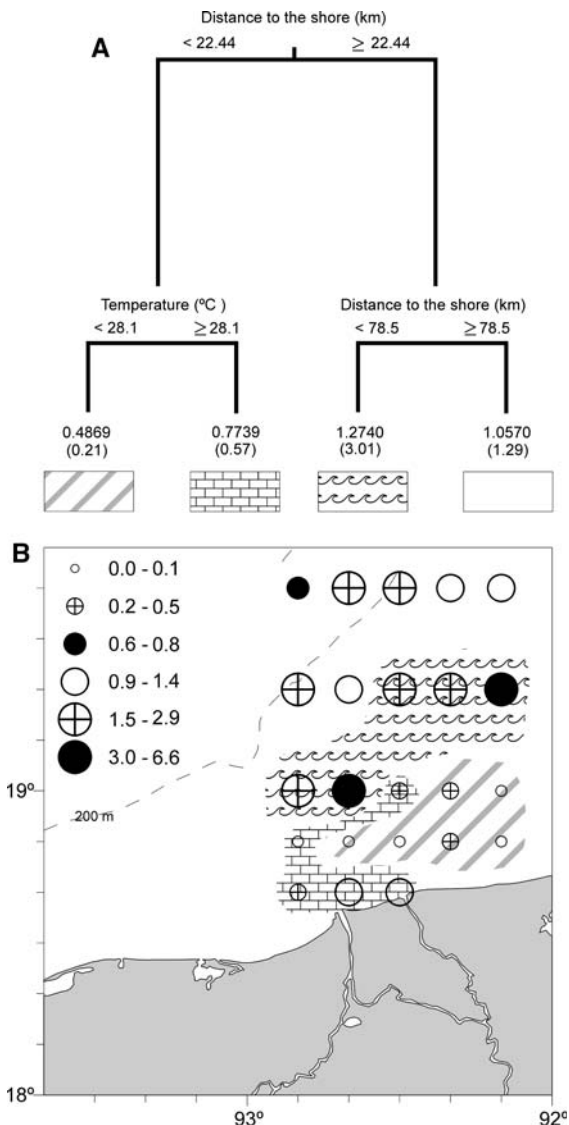 Distance to the shore (km)
A
< 22.44 ≥ 22.44
Temperature (ºC ) Distance to the shore (km)
< 28.1 ≥28.1 < 78.5 ≥78.5
0.4869 0.7739 1.2740 1.0570
(0.21) (0.57) (3.01) (1.29)
B
0.0 - 0.1
0.2 - 0.5
0.6 - 0.8
0.9 - 1.4
1.5 - 2.9
3.0 - 6.6
19º
200 m
18º
93º 92º